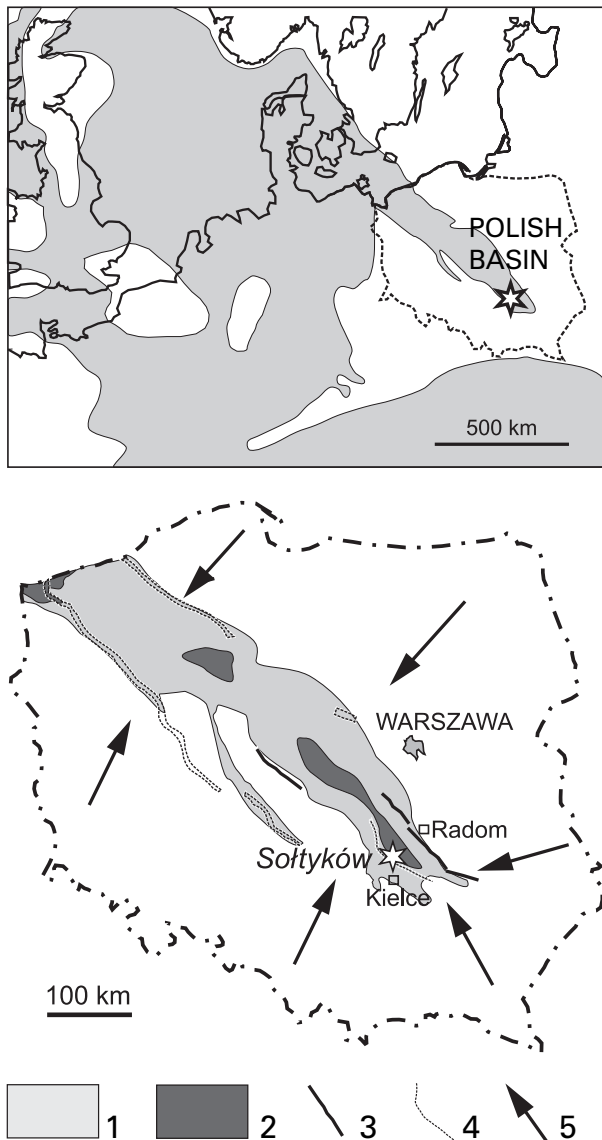 POLISH
BASIN
500 km
WARSZAWA
Radom
Sołtyków
Kielce
100 km
1
2
3
4
5